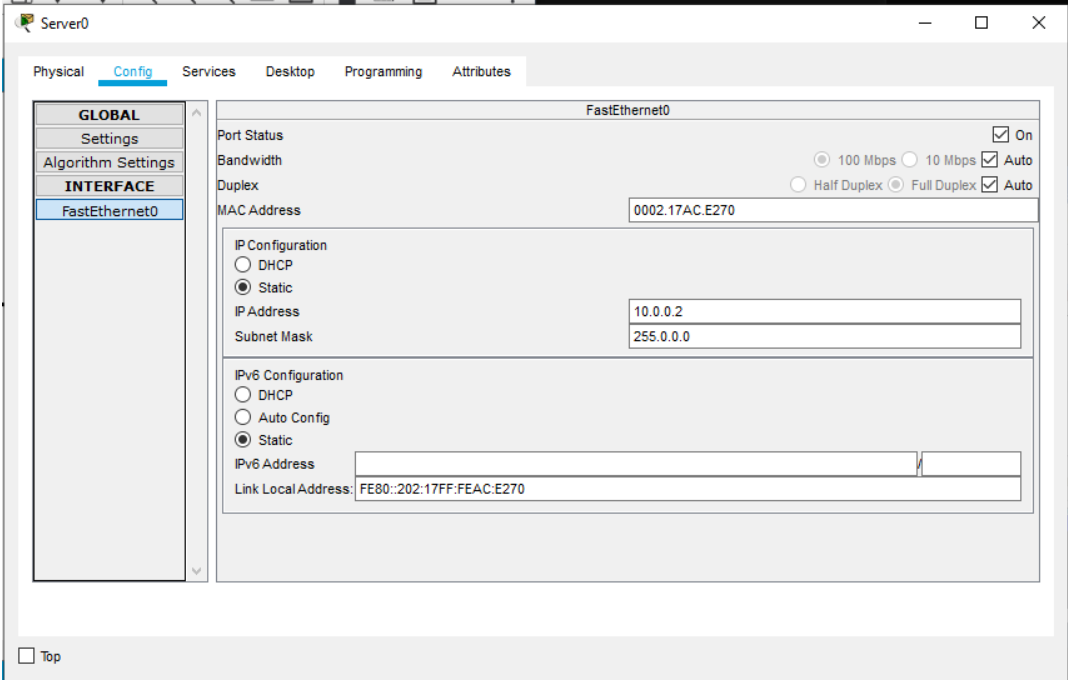 Server0
Physical Config Services Desktop Programming Attributes
GLOBAL
Settings
Algorithm Settings
INTERFACE
FastEthernet0
FastEthernet0
Port Status On
Bandwidth 100 Mbps 10 Mbps Auto
Duplex Half Duplex Full Duplex Auto
MAC Address 0002.17AC.E270
IP Configuration
DHCP
Static
IP Address 10.0.0.2
Subnet Mask 255.0.0.0
IPv6 Configuration
DHCP
Auto Config
Static
IPv6 Address /
Link Local Address: FE80::202:17FF:FEAC:E270
Top